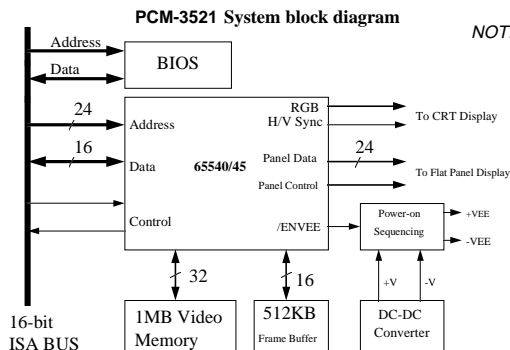 PCM-3521 System block diagram
NOT
Address
Data
BIOS
24
Address
16
Data
Control
65540/45
RGB
H/V Sync
To CRT Display
Panel Data
24
Panel Control
To Flat Panel Display
/ENVEE
Power-on
Sequencing
+VEE
-VEE
32
16
+V
-V
1MB Video
Memory
512KB
Frame Buffer
DC-DC
Converter
16-bit
ISA BUS